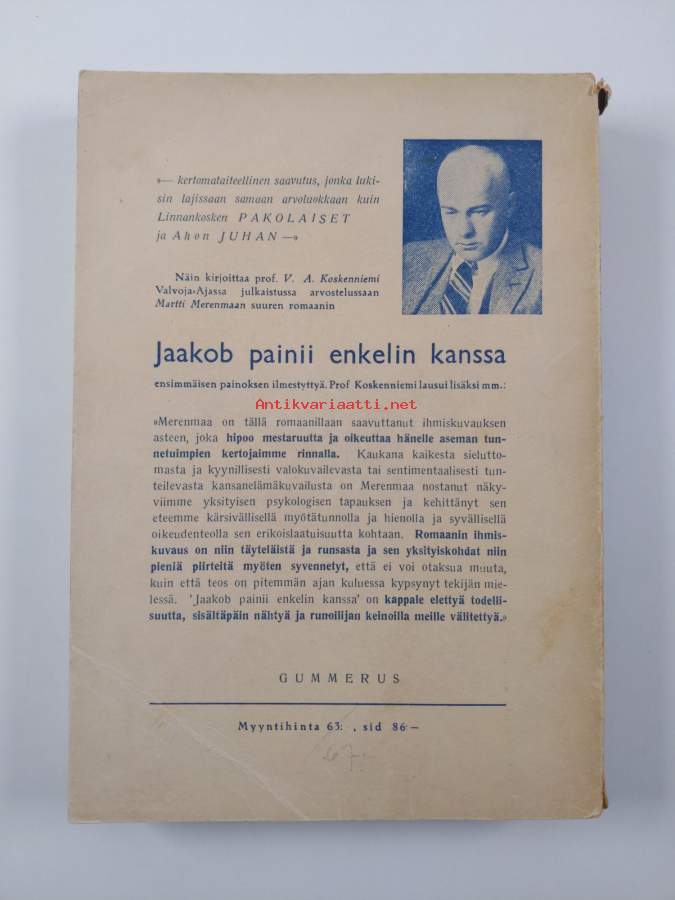 »— kertomataiteellinen saavutus, jonka luki-
sin lajissaan samaan arvoluokkaan kuin
Linnankosken PAKOLAISET
ja Ahon JUHAN —»
Näin kirjoittaa prof. V. A. Koskenniemi
Valvoja-Ajassa julkaistussa arvostelussaan
Martti Merenmaan suuren romaanin
Jaakob painii enkelin kanssa
ensimmäisen painoksen ilmestyttyä. Prof Koskenniemi lausui lisäksi mm.:
Antikvariaatti.net
»Merenmaa on tällä romaanillaan saavuttanut ihmiskuvauksen
asteen, joka hipoo mestaruutta ja oikeuttaa hänelle aseman tun-
netuimpien kertojaimme rinnalla. Kaukana kaikesta sielutto-
masta ja kyynillisesti valokuvailevasta tai sentimentaalisesti tun-
teilevasta kansanelämäkuvailusta on Merenmaa nostanut näky-
viimme yksityisen psykologisen tapauksen ja kehittänyt sen
eteemme kärsivällisellä myötätunnolla ja hienolla ja syvällisellä
oikeudenteolla sen erikoislaatuisuutta kohtaan. Romaanin ihmis-
kuvaus on niin täyteläistä ja runsasta ja sen yksityiskohdat niin
pieniä piirteitä myöten syvennetyt, että ei voi otaksua muuta,
kuin että teos on pitemmän ajan kuluessa kypsynyt tekijän mie-
lessä. 'Jaakob painii enkelin kanssa' on kappale elettyä todelli-
suutta, sisältäpäin nähtyä ja runoilijan keinoilla meille välitettyä.»
GUMMERUS
Myyntihinta 63: , sid 86:—